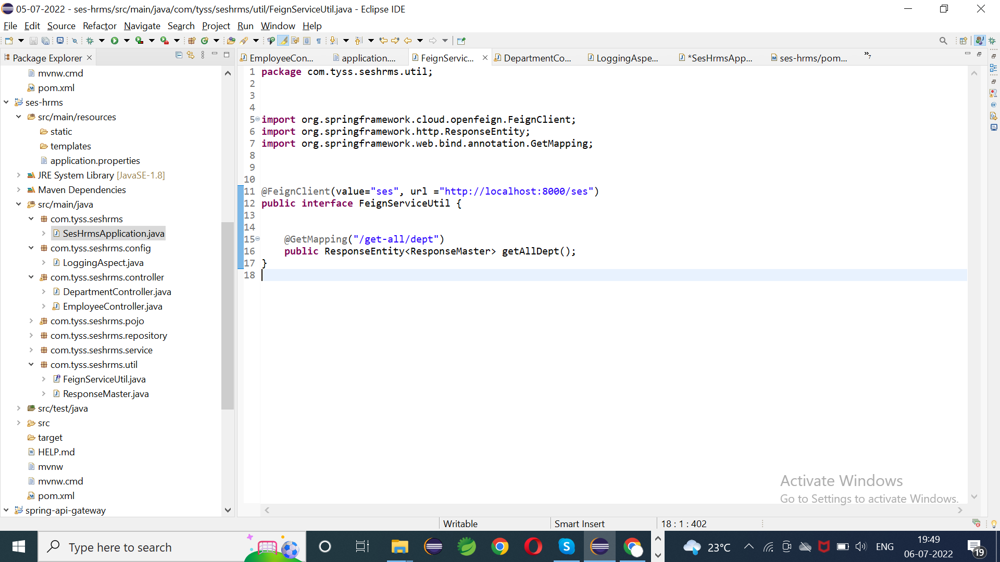 05-07-2022 - ses-hrms/src/main/java/com/tyss/seshrms/util/FeignServiceUtil.java - Eclipse IDE
File Edit Source Refactor Navigate Search Project Run Window Help
Package Explorer
mvnw.cmd
pom.xml
ses-hrms
src/main/resources
static
templates
application.properties
JRE System Library [JavaSE-1.8]
Maven Dependencies
src/main/java
com.tyss.seshrms
SesHrmsApplication.java
com.tyss.seshrms.config
LoggingAspect.java
com.tyss.seshrms.controller
DepartmentController.java
EmployeeController.java
com.tyss.seshrms.pojo
com.tyss.seshrms.repository
com.tyss.seshrms.service
com.tyss.seshrms.util
FeignServiceUtil.java
ResponseMaster.java
src/test/java
src
target
HELP.md
mvnw
mvnw.cmd
pom.xml
spring-api-gateway
EmployeeCon... application.... FeignServic... DepartmentCo... LoggingAspe... *SesHrmsApp... ses-hrms/pom... »7
1 package com.tyss.seshrms.util;
2
3
4
5 import org.springframework.cloud.openfeign.FeignClient;
6 import org.springframework.http.ResponseEntity;
7 import org.springframework.web.bind.annotation.GetMapping;
8
9
10
11 @FeignClient(value="ses", url ="http://localhost:8000/ses")
12 public interface FeignServiceUtil {
13
14
15 @GetMapping("/get-all/dept")
16 public ResponseEntity<ResponseMaster> getAllDept();
17 }
18
Activate Windows
Go to Settings to activate Windows.
Writable Smart Insert 18 : 1 : 402
Type here to search
23°C ENG
19:49
06-07-2022
19